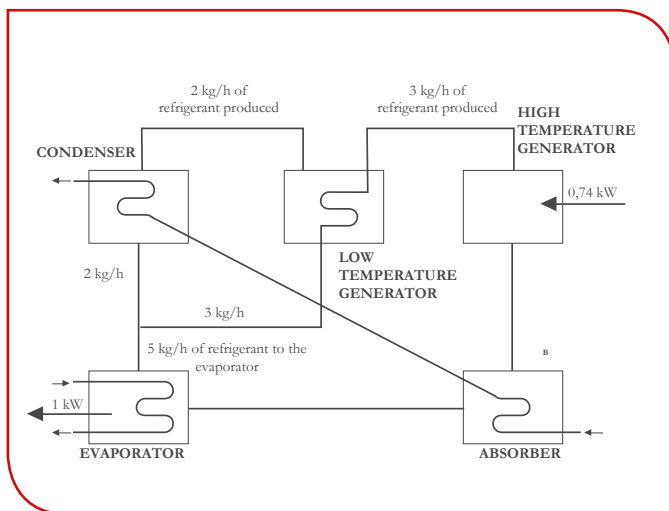 2 kg/h of
refrigerant produced
3 kg/h of
refrigerant produced
HIGH
TEMPERATURE
GENERATOR
CONDENSER
0,74 kW
LOW
TEMPERATURE
GENERATOR
2 kg/h
3 kg/h
5 kg/h of refrigerant to the
evaporator
B
1 kW
EVAPORATOR
ABSORBER